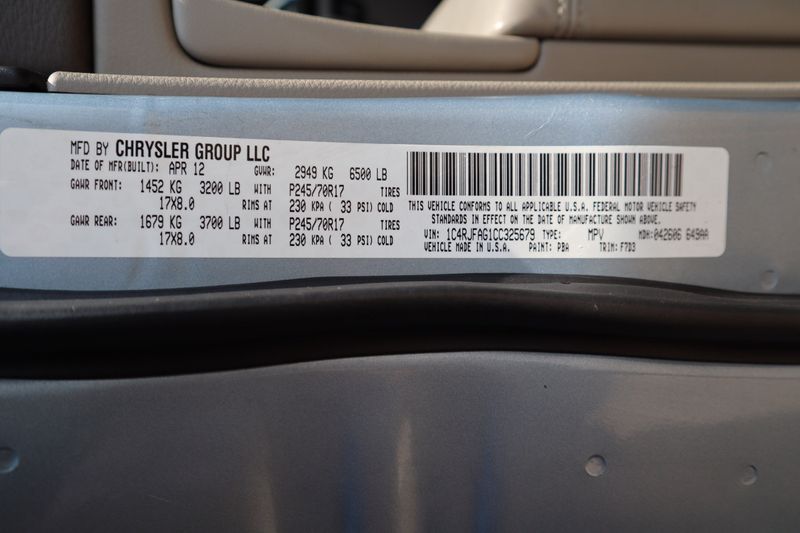 MFD BY CHRYSLER GROUP LLC
DATE OF MFR(BUILT): APR 12 GVWR: 2949 KG 6500 LB
GAWR FRONT: 1452 KG 3200 LB WITH P245/70R17 TIRES
17X8.0 RIMS AT 230 KPA ( 33 PSI) COLD
GAWR REAR: 1679 KG 3700 LB WITH P245/70R17 TIRES
17X8.0 RIMS AT 230 KPA ( 33 PSI) COLD
THIS VEHICLE CONFORMS TO ALL APPLICABLE U.S.A. FEDERAL MOTOR VEHICLE SAFETY
STANDARDS IN EFFECT ON THE DATE OF MANUFACTURE SHOWN ABOVE.
VIN: 1C4RJFAG1CC325679 TYPE: MPV MDH: 042606 649AA
VEHICLE MADE IN U.S.A. PAINT: PBA TRIM: F7D3